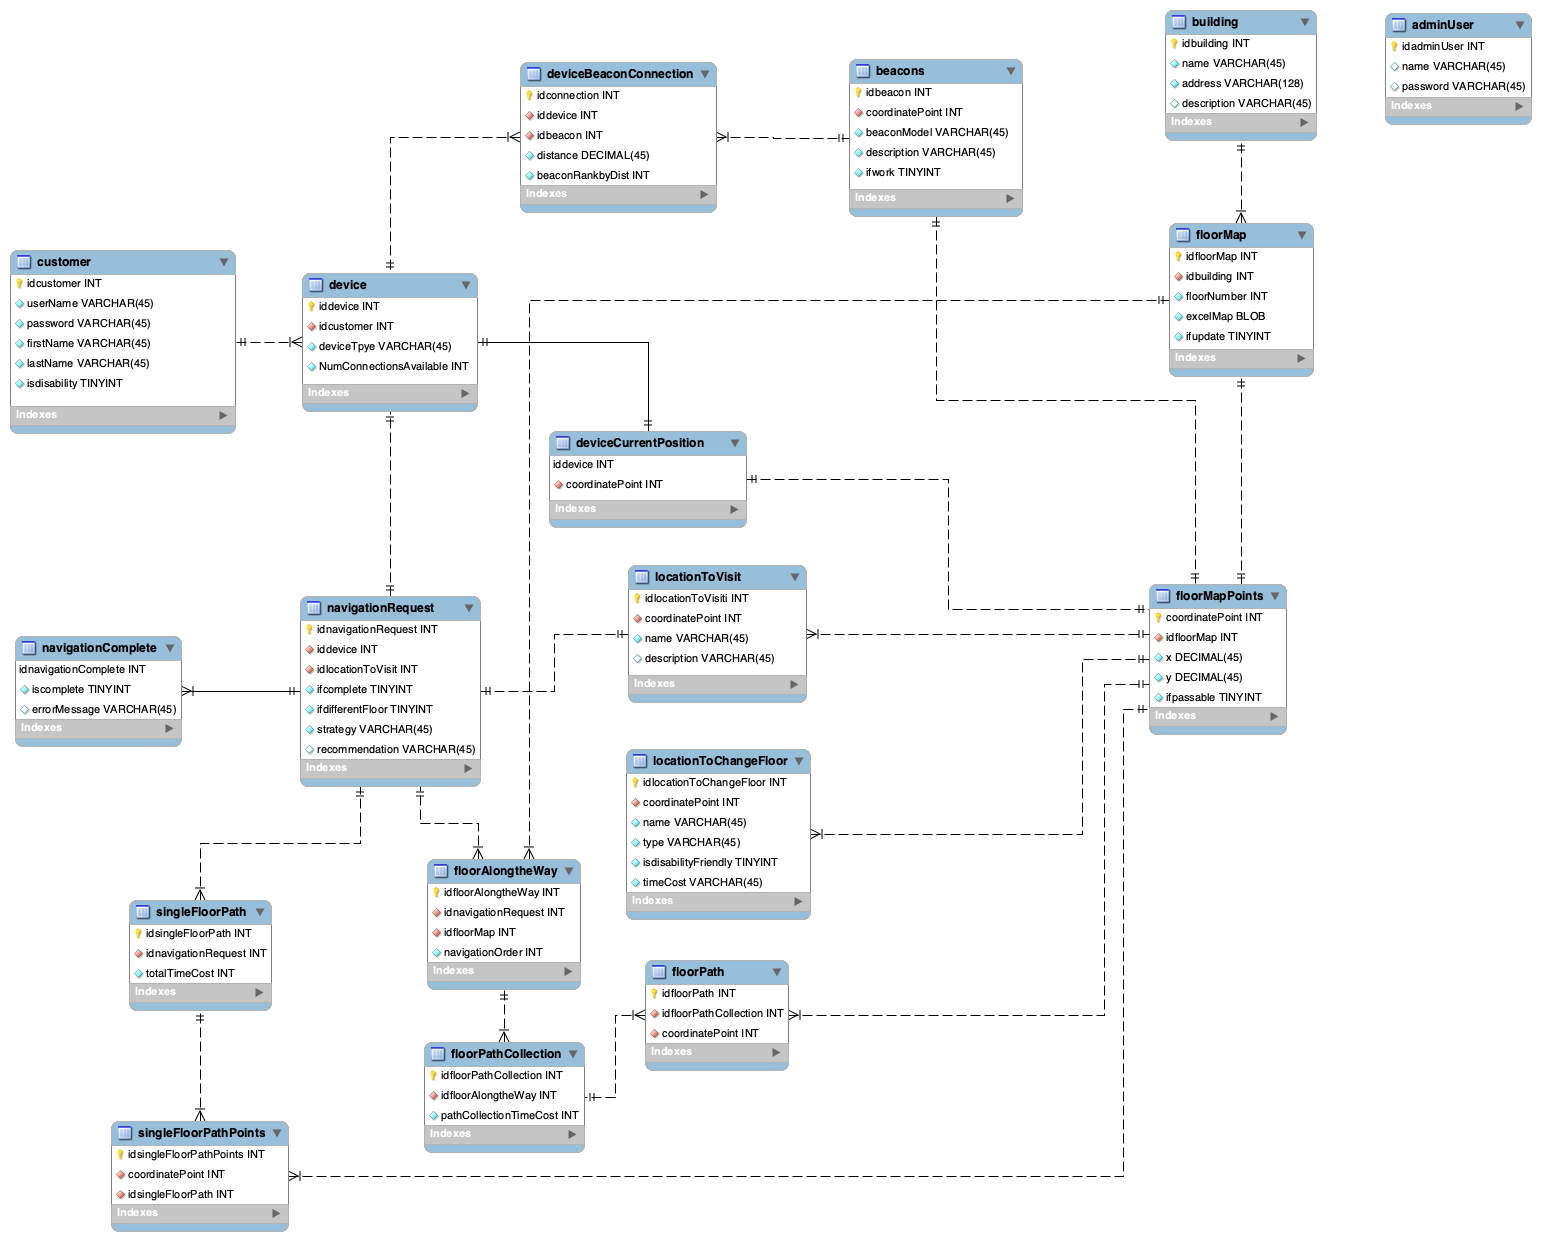 building
idbuilding INT
name VARCHAR(45)
address VARCHAR(128)
description VARCHAR(45)
Indexes
adminUser
idadminUser INT
name VARCHAR(45)
password VARCHAR(45)
Indexes
deviceBeaconConnection
idconnection INT
iddevice INT
idbeacon INT
distance DECIMAL(45)
beaconRankbyDist INT
Indexes
beacons
idbeacon INT
coordinatePoint INT
beaconModel VARCHAR(45)
description VARCHAR(45)
ifwork TINYINT
Indexes
floorMap
idfloorMap INT
idbuilding INT
floorNumber INT
excelMap BLOB
ifupdate TINYINT
Indexes
customer
idcustomer INT
userName VARCHAR(45)
password VARCHAR(45)
firstName VARCHAR(45)
lastName VARCHAR(45)
isdisability TINYINT
Indexes
device
iddevice INT
idcustomer INT
deviceTpye VARCHAR(45)
NumConnectionsAvailable INT
Indexes
deviceCurrentPosition
iddevice INT
coordinatePoint INT
Indexes
locationToVisit
idlocationToVisiti INT
coordinatePoint INT
name VARCHAR(45)
description VARCHAR(45)
Indexes
floorMapPoints
coordinatePoint INT
idfloorMap INT
x DECIMAL(45)
y DECIMAL(45)
ifpassable TINYINT
Indexes
navigationRequest
idnavigationRequest INT
iddevice INT
idlocationToVisit INT
ifcomplete TINYINT
ifdifferentFloor TINYINT
strategy VARCHAR(45)
recommendation VARCHAR(45)
Indexes
navigationComplete
idnavigationComplete INT
iscomplete TINYINT
errorMessage VARCHAR(45)
Indexes
locationToChangeFloor
idlocationToChangeFloor INT
coordinatePoint INT
name VARCHAR(45)
type VARCHAR(45)
isdisabilityFriendly TINYINT
timeCost VARCHAR(45)
Indexes
floorAlongtheWay
idfloorAlongtheWay INT
idnavigationRequest INT
idfloorMap INT
navigationOrder INT
Indexes
singleFloorPath
idsingleFloorPath INT
idnavigationRequest INT
totalTimeCost INT
Indexes
floorPath
idfloorPath INT
idfloorPathCollection INT
coordinatePoint INT
Indexes
floorPathCollection
idfloorPathCollection INT
idfloorAlongtheWay INT
pathCollectionTimeCost INT
Indexes
singleFloorPathPoints
idsingleFloorPathPoints INT
coordinatePoint INT
idsingleFloorPath INT
Indexes